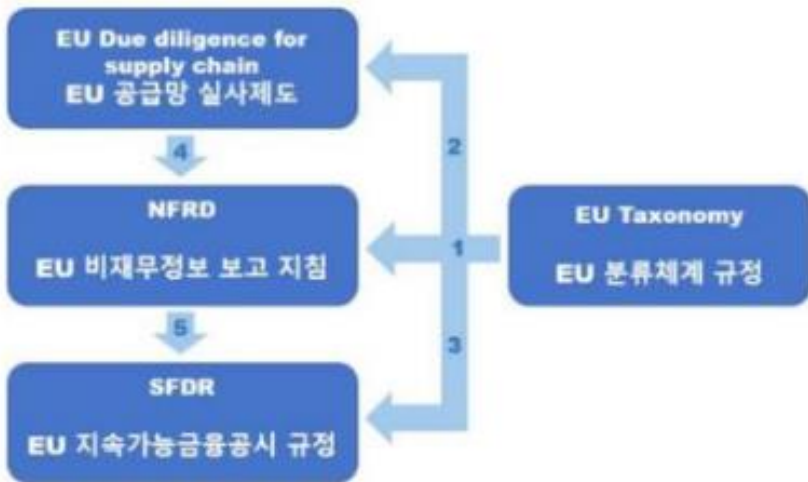 EU Due diligence for
supply chain
EU 공급망 실사제도
4
2
NFRD
EU 비재무정보 보고 지침
1
EU Taxonomy
EU 분류체계 규정
5
3
SFDR
EU 지속가능금융공시 규정